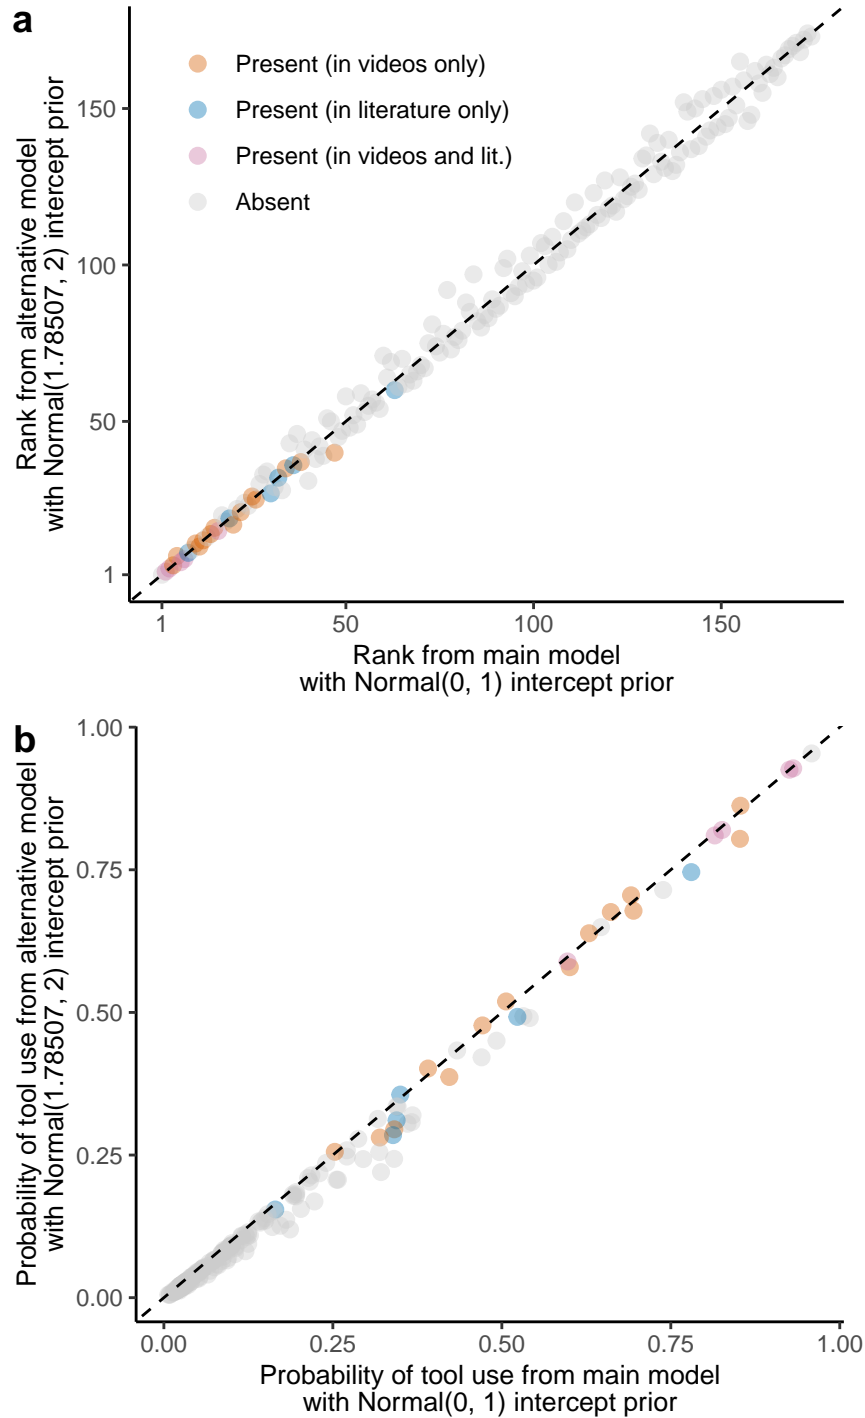 a
Present (in videos only)
Present (in literature only)
Present (in videos and lit.)
Absent
Rank from alternative model
with Normal(1.78507, 2) intercept prior
150
100
50
1
1
50
100
150
Rank from main model
with Normal(0, 1) intercept prior
b
Probability of tool use from alternative model
with Normal(1.78507, 2) intercept prior
1.00
0.75
0.50
0.25
0.00
0.00
0.25
0.50
0.75
1.00
Probability of tool use from main model
with Normal(0, 1) intercept prior